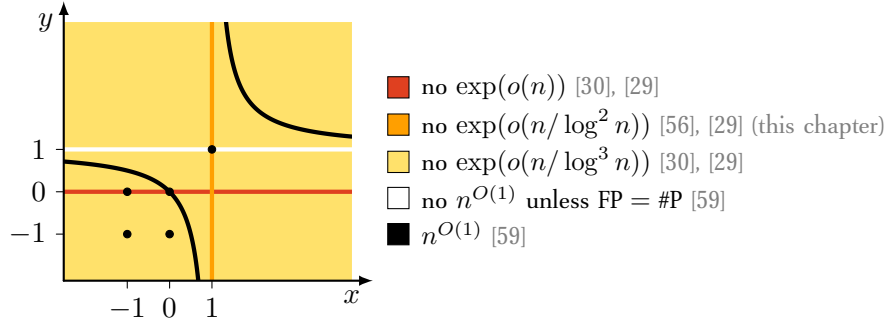 y
1
0
−1
−1 0 1
x
no exp(o(n)) [30], [29]
no exp(o(n/ log² n)) [56], [29] (this chapter)
no exp(o(n/ log³ n)) [30], [29]
no n^{O(1)} unless FP = #P [59]
n^{O(1)} [59]